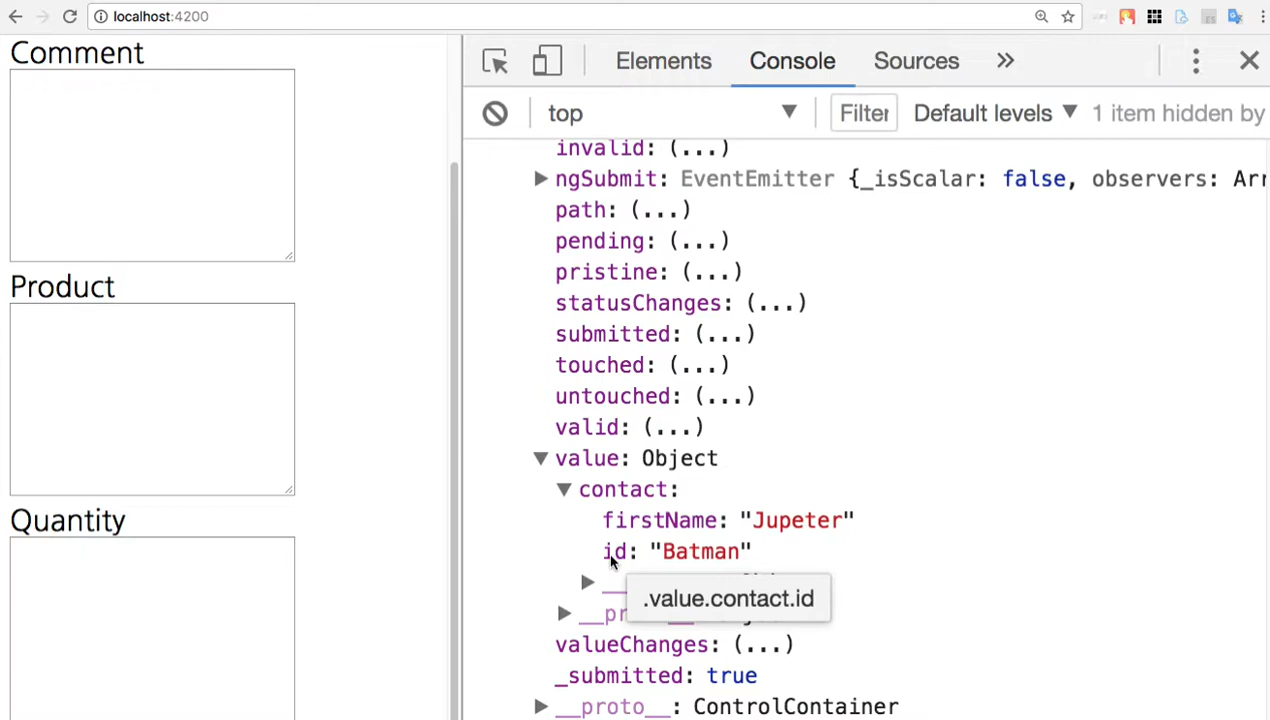 localhost:4200
Comment
Product
Quantity
Elements Console Sources »
top ▼ Filter Default levels ▼ 1 item hidden by
invalid: (...)
▶ ngSubmit: EventEmitter {_isScalar: false, observers: Arr
path: (...)
pending: (...)
pristine: (...)
statusChanges: (...)
submitted: (...)
touched: (...)
untouched: (...)
valid: (...)
▼ value: Object
▼ contact:
firstName: "Jupeter"
id: "Batman"
.value.contact.id
valueChanges: (...)
_submitted: true
▶ __proto__: ControlContainer